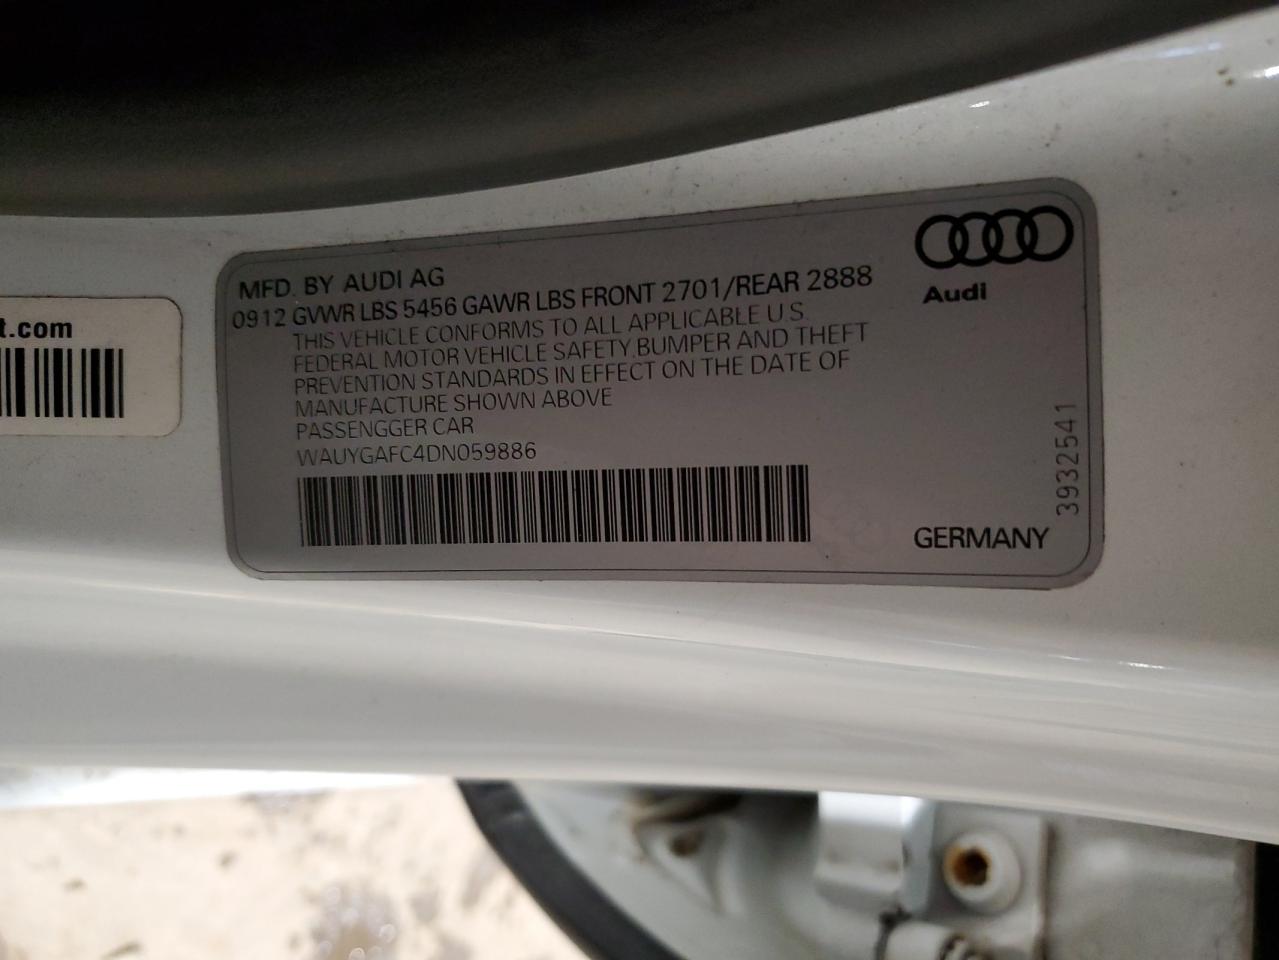 t.com
MFD. BY AUDI AG
0912 GVWR LBS 5456 GAWR LBS FRONT 2701/REAR 2888
THIS VEHICLE CONFORMS TO ALL APPLICABLE U.S.
FEDERAL MOTOR VEHICLE SAFETY.BUMPER AND THEFT
PREVENTION STANDARDS IN EFFECT ON THE DATE OF
MANUFACTURE SHOWN ABOVE
PASSENGGER CAR
WAUYGAFC4DN059886
Audi
3932541
GERMANY